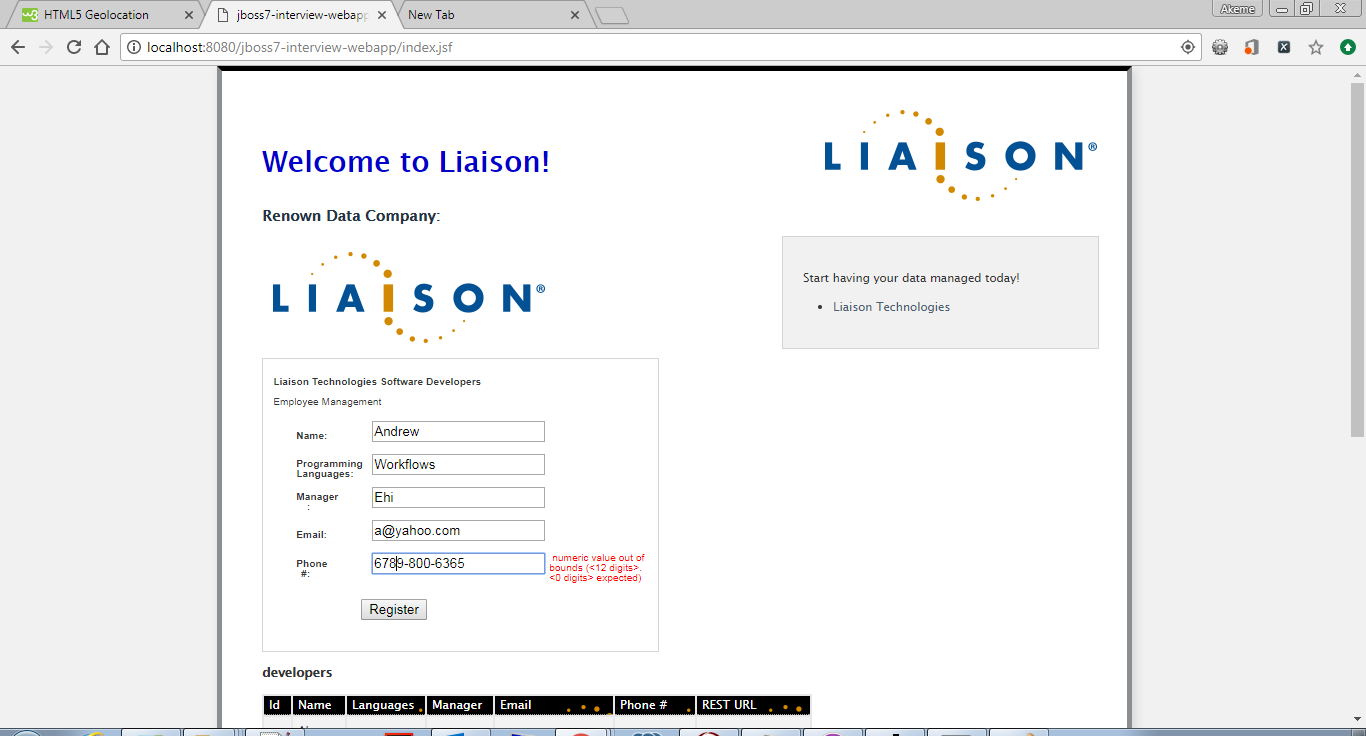 HTML5 Geolocation
jboss7-interview-webapp
New Tab
Akeme
localhost:8080/jboss7-interview-webapp/index.jsf
LIAISON®
Welcome to Liaison!
Renown Data Company:
LIAISON®
Start having your data managed today!
Liaison Technologies
Liaison Technologies Software Developers
Employee Management
Name:
Andrew
Programming
Languages:
Workflows
Manager
:
Ehi
Email:
a@yahoo.com
Phone
#:
6789-800-6365
numeric value out of
bounds (<12 digits>.
<0 digits> expected)
Register
developers
Id Name Languages Manager Email Phone # REST URL